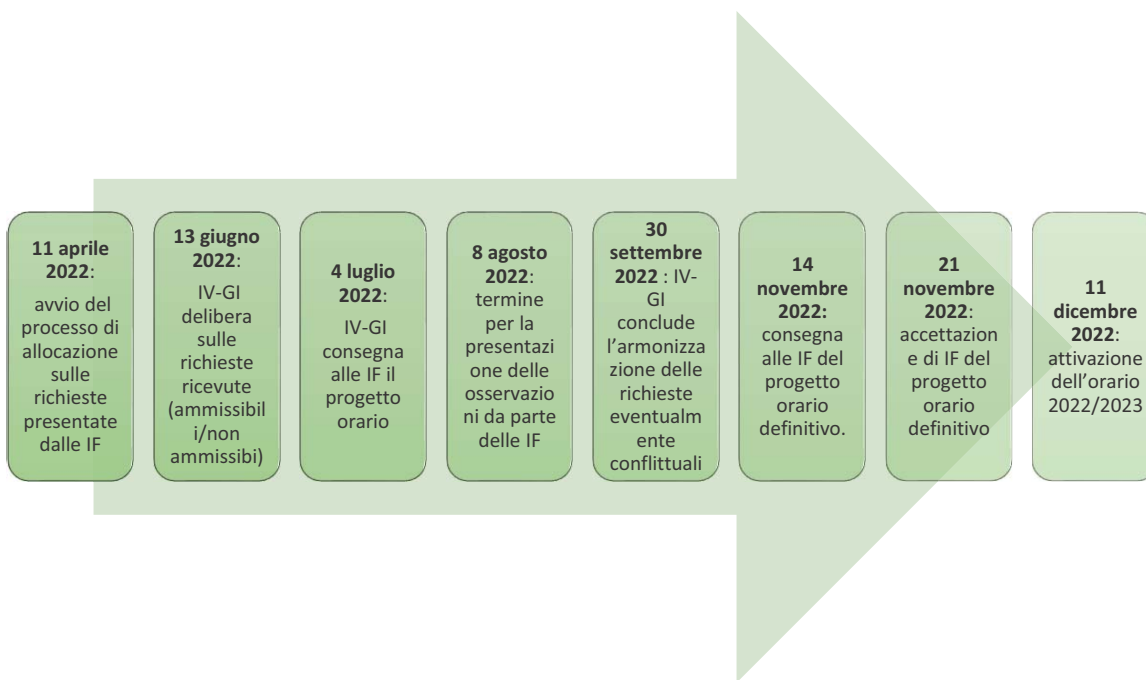 11 aprile
2022:
avvio del
processo di
allocazione
sulle
richieste
presentate
dalle IF
13 giugno
2022:
IV-GI
delibera
sulle
richieste
ricevute
(ammissibil
i/non
ammissibi)
4 luglio
2022:
IV-GI
consegna
alle IF il
progetto
orario
8 agosto
2022:
termine
per la
presentazi
one delle
osservazio
ni da parte
delle IF
30
settembre
2022 : IV-
GI
conclude
l’armonizza
zione delle
richieste
eventualm
ente
conflittuali
14
novembre
2022:
consegna
alle IF del
progetto
orario
definitivo.
21
novembre
2022:
accettazion
e di IF del
progetto
orario
definitivo
11
dicembre
2022:
attivazione
dell’orario
2022/2023